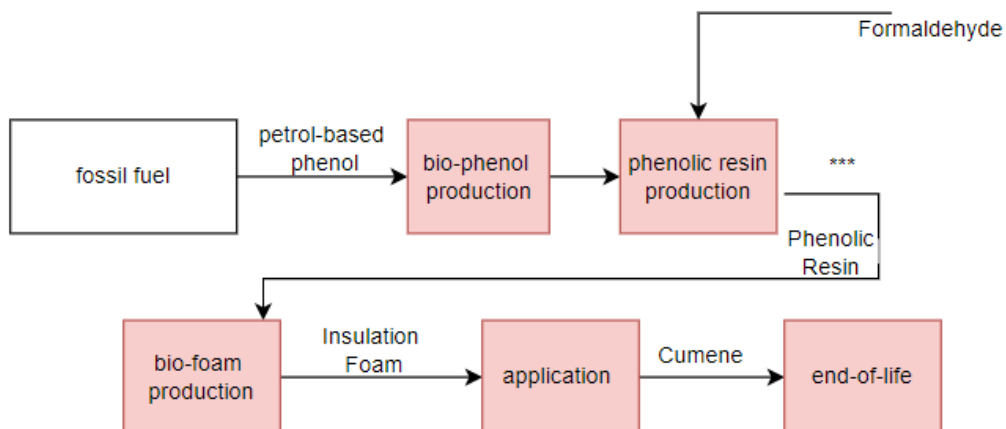 Formaldehyde
fossil fuel
petrol-based
phenol
bio-phenol
production
phenolic resin
production
***
Phenolic
Resin
bio-foam
production
Insulation
Foam
application
Cumene
end-of-life